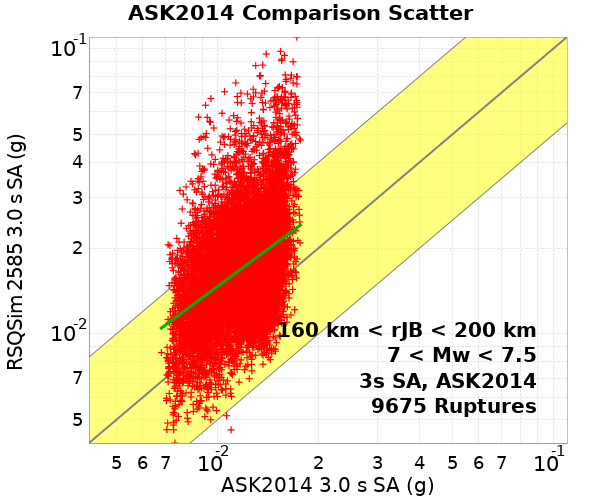 ASK2014 Comparison Scatter
RSQSim 2585 3.0 s SA (g)
10-1
7
5
4
3
2
10-2
7
5
160 km < rJB < 200 km
7 < Mw < 7.5
3s SA, ASK2014
9675 Ruptures
5 6 7 10-2 2 3 4 5 6 7 10-1
ASK2014 3.0 s SA (g)